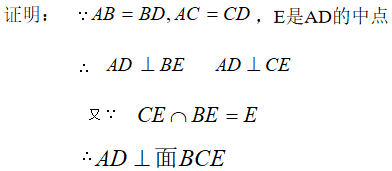 证明： ∵AB = BD, AC = CD，E是AD的中点
∴ AD ⊥ BE AD ⊥ CE
又∵ CE ∩ BE = E
∴AD ⊥ 面BCE